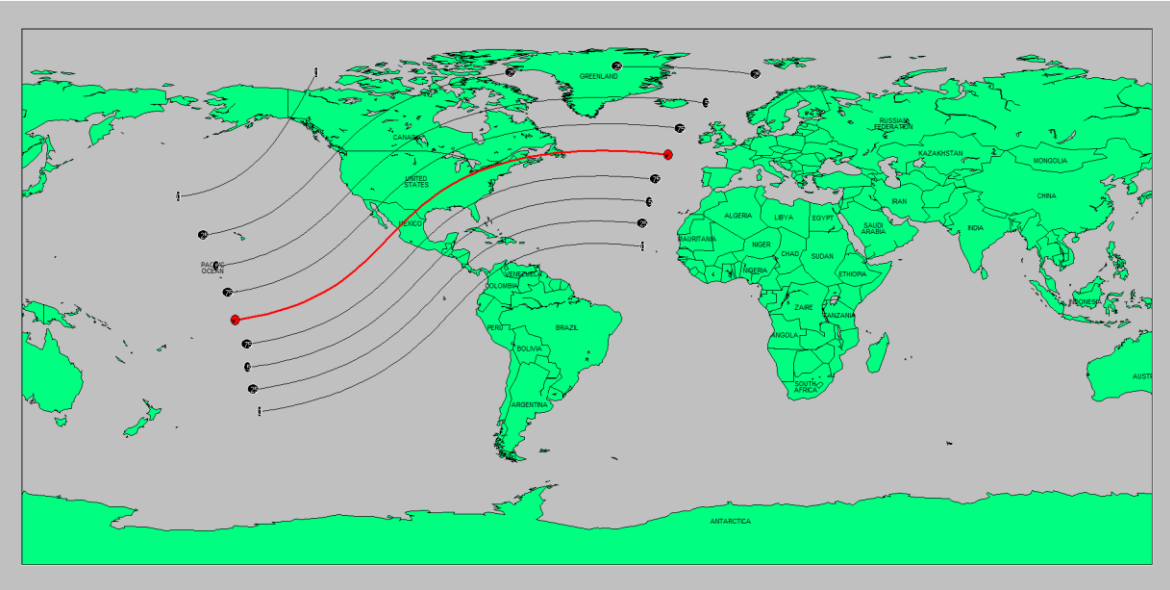 GREENLAND
CANADA
RUSSIAN
FEDERATION
KAZAKHSTAN
MONGOLIA
UNITED
STATES
CHINA
IRAN
ALGERIA
LIBYA
EGYPT
SAUDI
ARABIA
MEXICO
INDIA
MAURITANIA
NIGER
CHAD
SUDAN
PACIFIC
OCEAN
VENEZUELA
NIGERIA
ETHIOPIA
COLOMBIA
ZAIRE
INDONESIA
TANZANIA
PERU
BRAZIL
ANGOLA
BOLIVIA
AUST
SOUTH
AFRICA
ARGENTINA
ANTARCTICA